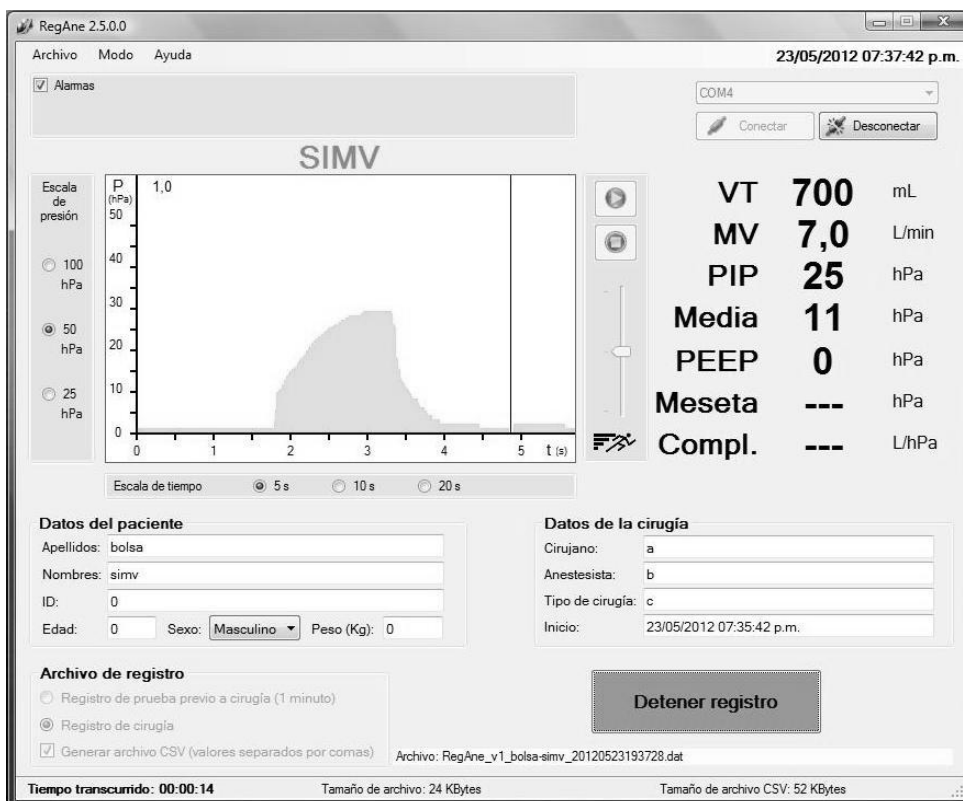 RegAne 2.5.0.0
Archivo Modo Ayuda
23/05/2012 07:37:42 p.m.
Alarmas
COM4
Conectar Desconectar
SIMV
Escala de presión
100 hPa
50 hPa
25 hPa
P (hPa)
1,0
50
40
30
20
10
0
0 1 2 3 4 5 t (s)
Escala de tiempo 5 s 10 s 20 s
VT 700 mL
MV 7,0 L/min
PIP 25 hPa
Media 11 hPa
PEEP 0 hPa
Meseta --- hPa
Compl. --- L/hPa
Datos del paciente
Apellidos: bolsa
Nombres: simv
ID: 0
Edad: 0 Sexo: Masculino Peso (Kg): 0
Datos de la cirugía
Cirujano: a
Anestesista: b
Tipo de cirugía: c
Inicio: 23/05/2012 07:35:42 p.m.
Archivo de registro
Registro de prueba previo a cirugía (1 minuto)
Registro de cirugía
Generar archivo CSV (valores separados por comas)
Detener registro
Archivo: RegAne_v1_bolsa-simv_20120523193728.dat
Tiempo transcurrido: 00:00:14 Tamaño de archivo: 24 KBytes Tamaño de archivo CSV: 52 KBytes